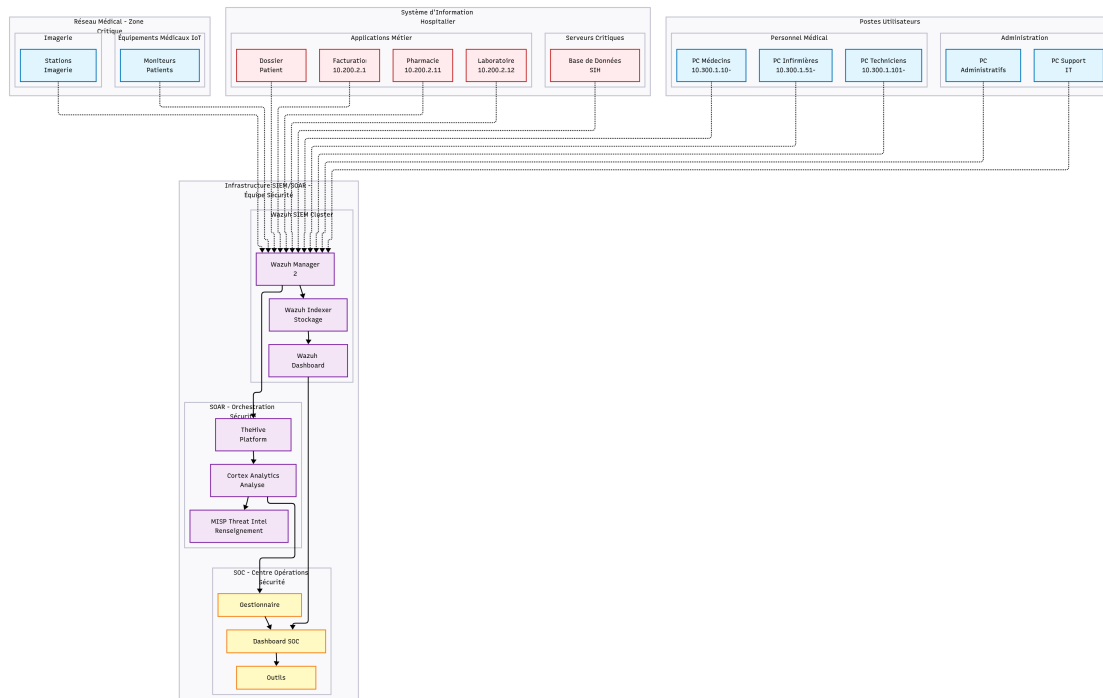 Système d'Information
Hospitalier
Réseau Médical - Zone
Critique
Postes Utilisateurs
Imagerie
Équipements Médicaux IoT
Applications Métier
Serveurs Critiques
Personnel Médical
Administration
Stations
Imagerie
Moniteurs
Patients
Dossier
Patient
Facturatio
10.200.2.1
Pharmacie
10.200.2.11
Laboratoire
10.200.2.12
Base de Données
SIH
PC Médecins
10.300.1.10-
PC Infirmières
10.300.1.51-
PC Techniciens
10.300.1.101-
PC
Administratifs
PC Support
IT
Infrastructure SIEM/SOAR -
Équipe Sécurité
Wazuh SIEM Cluster
Wazuh Manager
2
Wazuh Indexer
Stockage
Wazuh
Dashboard
SOAR - Orchestration
Sécurité
TheHive
Platform
Cortex Analytics
Analyse
MISP Threat Intel
Renseignement
SOC - Centre Opérations
Sécurité
Gestionnaire
Dashboard SOC
Outils